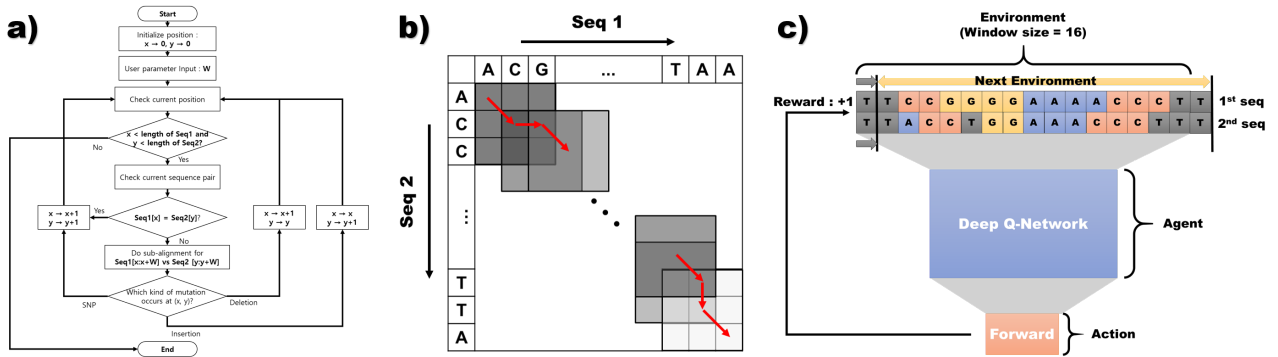 a)
Start
Initialize position :
x → 0, y → 0
User parameter Input : W
Check current position
x < length of Seq1 and
y < length of Seq2?
No
Yes
Check current sequence pair
x → x+1
y → y+1
Yes
Seq1[x] = Seq2[y]?
x → x+1
y → y
x → x
y → y+1
No
Do sub-alignment for
Seq1[x:x+W] vs Seq2 [y:y+W]
Which kind of mutation
occurs at (x, y)?
SNP
Deletion
Insertion
End
b)
Seq 1
A C G ... T A A
Seq 2
A
C
C
...
T
T
A
c)
Environment
(Window size = 16)
Next Environment
Reward : +1
T T C C G G G G A A A A C C C T T
1st seq
T T A C C T G G A A A C C C T T T
2nd seq
Deep Q-Network
Agent
Forward
Action